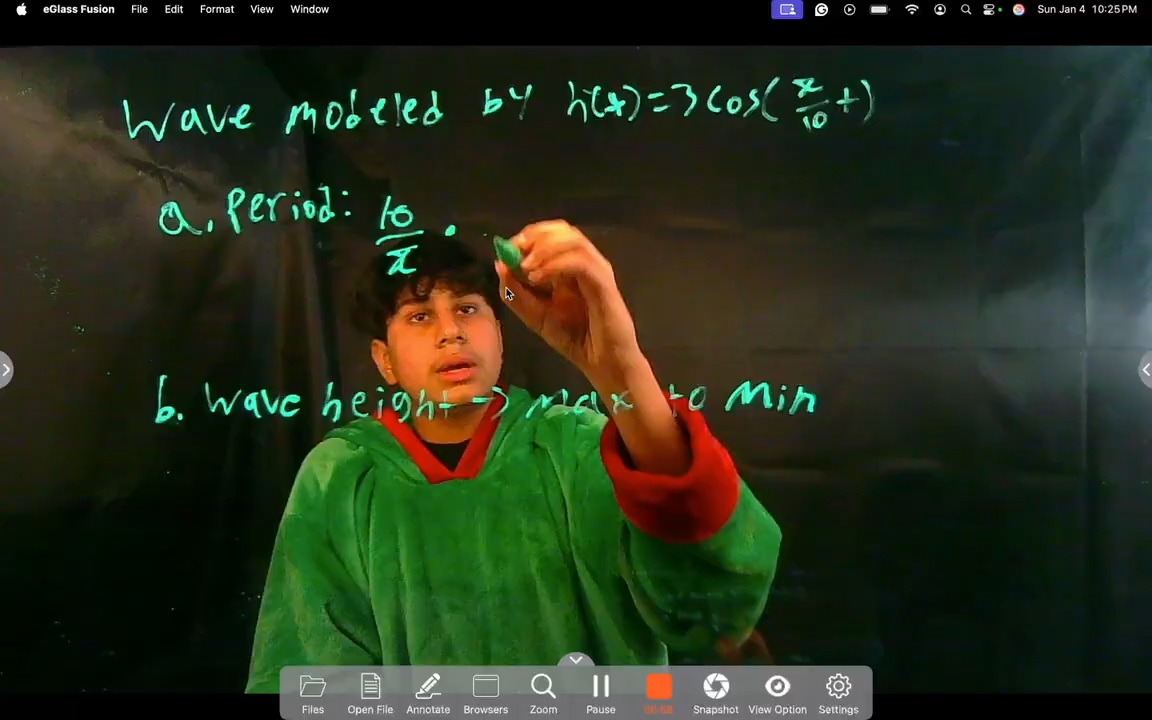 eGlass Fusion File Edit Format View Window Sun Jan 4 10:25 PM
Wave modeled by h(x)=3cos(π/10 t)
a. Period: 10/π ·
b. Wave height → max to Min
Files Open File Annotate Browsers Zoom Pause Snapshot View Option Settings